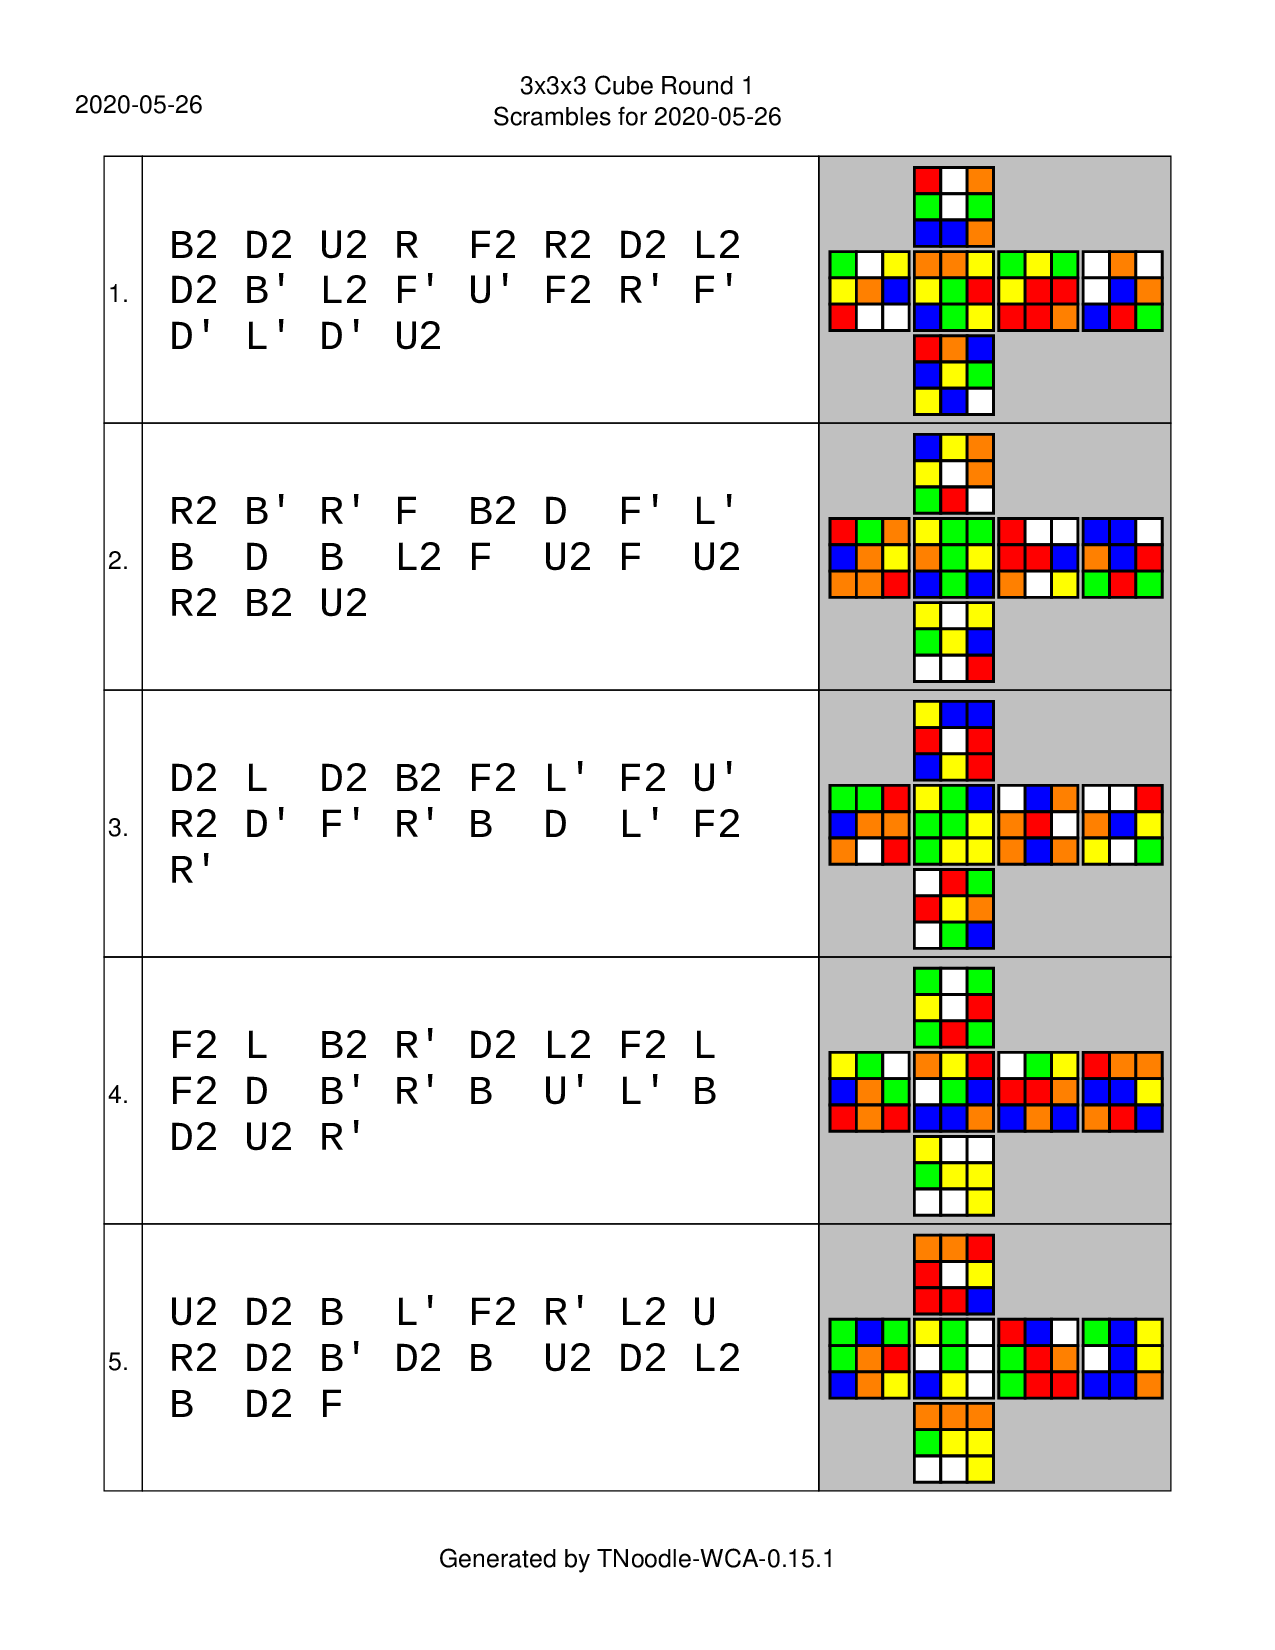 3x3x3 Cube Round 1
2020-05-26
Scrambles for 2020-05-26
1.
B2 D2 U2 R F2 R2 D2 L2
D2 B' L2 F' U' F2 R' F'
D' L' D' U2
2.
R2 B' R' F B2 D F' L'
B D B L2 F U2 F U2
R2 B2 U2
3.
D2 L D2 B2 F2 L' F2 U'
R2 D' F' R' B D L' F2
R'
4.
F2 L B2 R' D2 L2 F2 L
F2 D B' R' B U' L' B
D2 U2 R'
5.
U2 D2 B L' F2 R' L2 U
R2 D2 B' D2 B U2 D2 L2
B D2 F
Generated by TNoodle-WCA-0.15.1